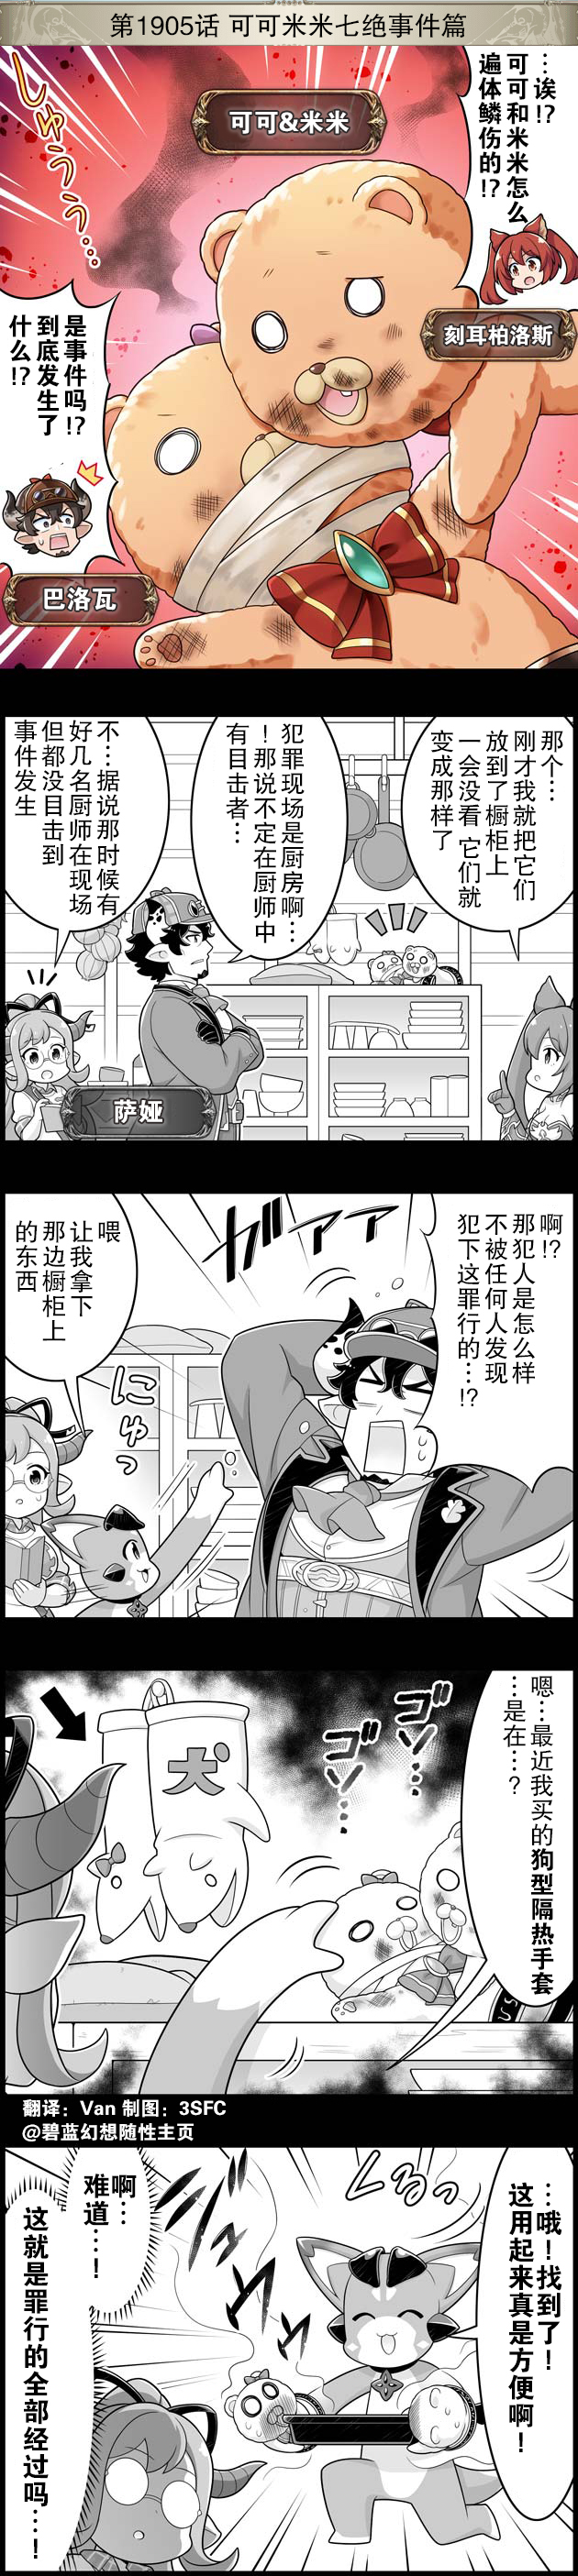 第1905话 可可米米七绝事件篇
…诶!?
可可和米米怎么
遍体鳞伤的!?
可可&米米
しゅううう…
刻耳柏洛斯
是事件吗!?
到底发生了
什么!?
巴洛瓦
那个…
刚才我就把它们
放到了橱柜上
一会没看 它们就
变成那样了
犯罪现场是厨房啊…
!那说不定在厨师中
有目击者…
不…据说那时候有
好几名厨师在现场
但都没目击到
事件发生
萨娅
啊!?
那犯人是怎么样
不被任何人发现
犯下这罪行的…!?
ガアァァ
喂
让我拿下
那边橱柜上
的东西
にゅっ
嗯…最近我买的狗型隔热手套
…是在…?
ゴソ…
ゴソ…
犬
翻译：Van 制图：3SFC
@碧蓝幻想随性主页
…哦！找到了！
这用起来真是方便啊！
くるっ
啊…
难道…！
这就是罪行的全部经过吗…！